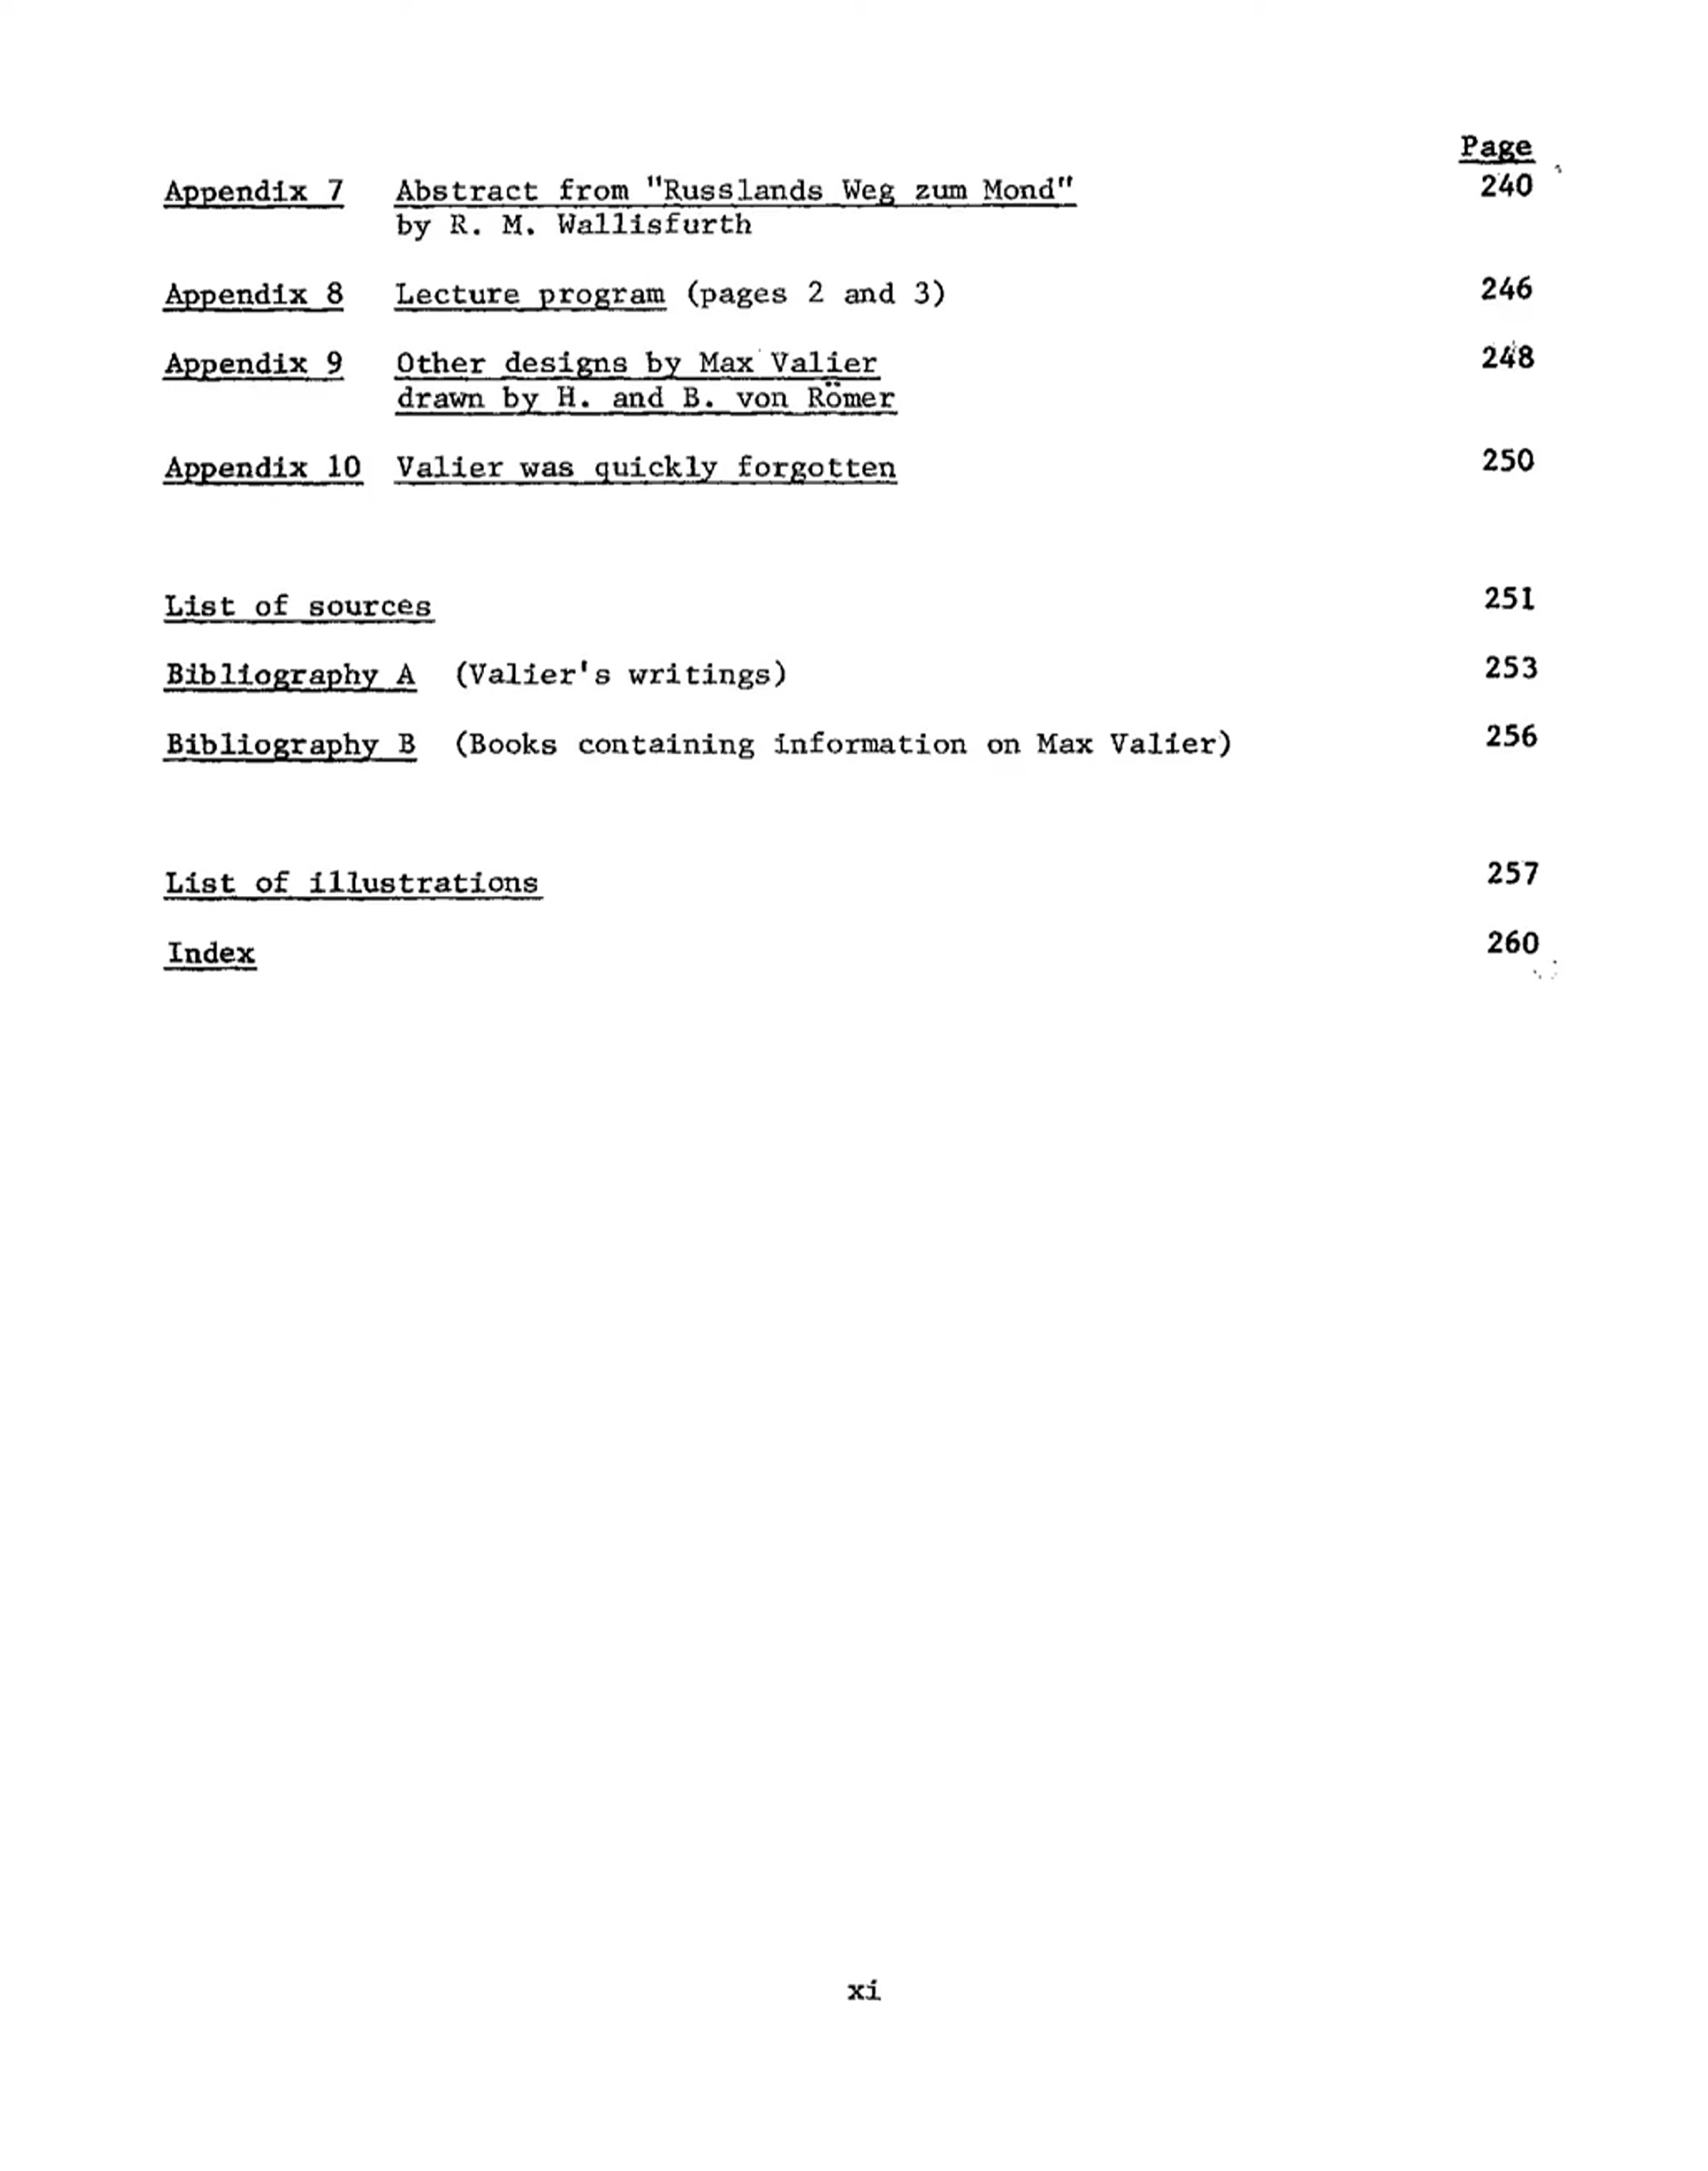 Page
Appendix 7 Abstract from "Russlands Weg zum Mond" 240
by R. M. Wallisfurth
Appendix 8 Lecture program (pages 2 and 3) 246
Appendix 9 Other designs by Max Valier 248
drawn by H. and B. von Römer
Appendix 10 Valier was quickly forgotten 250
List of sources 251
Bibliography A (Valier's writings) 253
Bibliography B (Books containing information on Max Valier) 256
List of illustrations 257
Index 260
xi